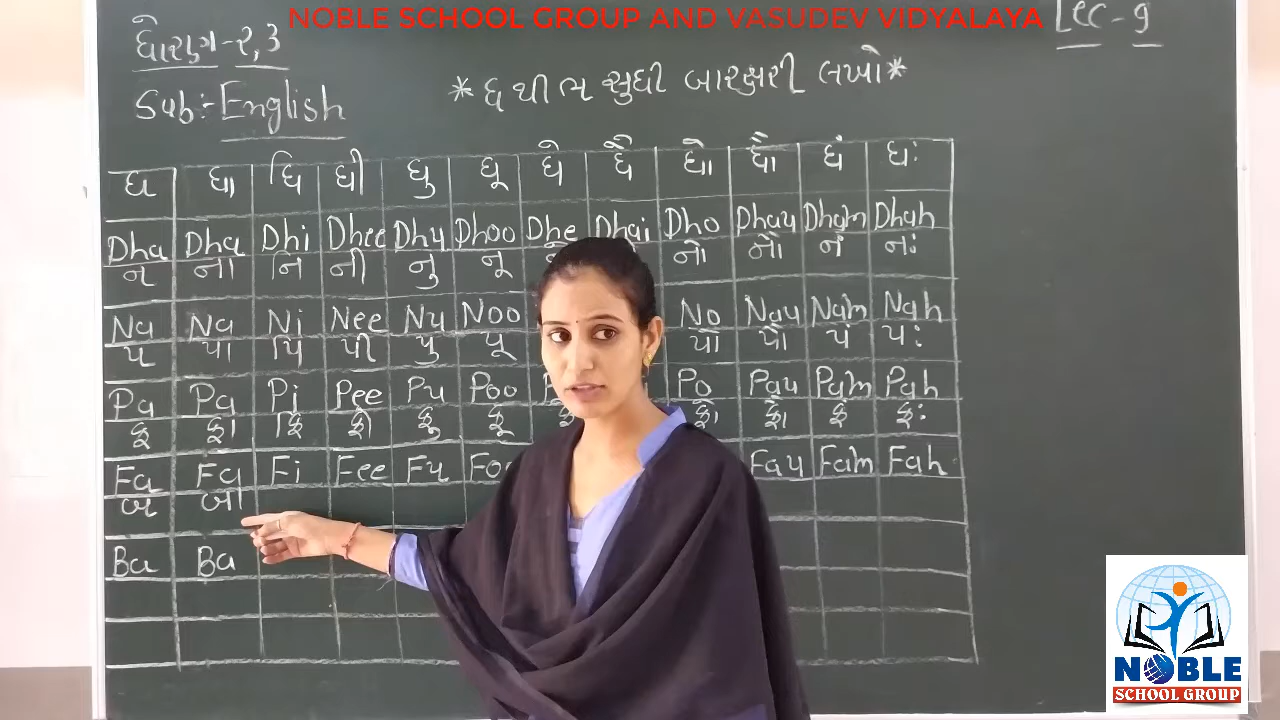 NOBLE SCHOOL GROUP AND VASUDEV VIDYALAYA
ધોરણ-૨,૩
Lec-9
* ધ થી ભ સુધી બારક્ષરી લખો *
Sub:- English
ધ ધા ધિ ધી ધુ ધૂ ધે ધૈ ધો ધૌ ધં ધઃ
Dha Dha Dhi Dhee Dhu Dhoo Dhe Dhai Dho Dhau Dham Dhah
ન ના નિ ની નુ નૂ નો નૌ નં નઃ
Na Na Ni Nee Nu Noo No Nau Nam Nah
પ પા પિ પી પુ પૂ પો પૌ પં પઃ
Pa Pa Pi Pee Pu Poo Po Pau Pam Pah
ફ ફા ફિ ફી ફુ ફૂ ફો ફૌ ફં ફઃ
Fa Fa Fi Fee Fu Fau Fam Fah
બ બા
Ba Ba
NOBLE
SCHOOL GROUP